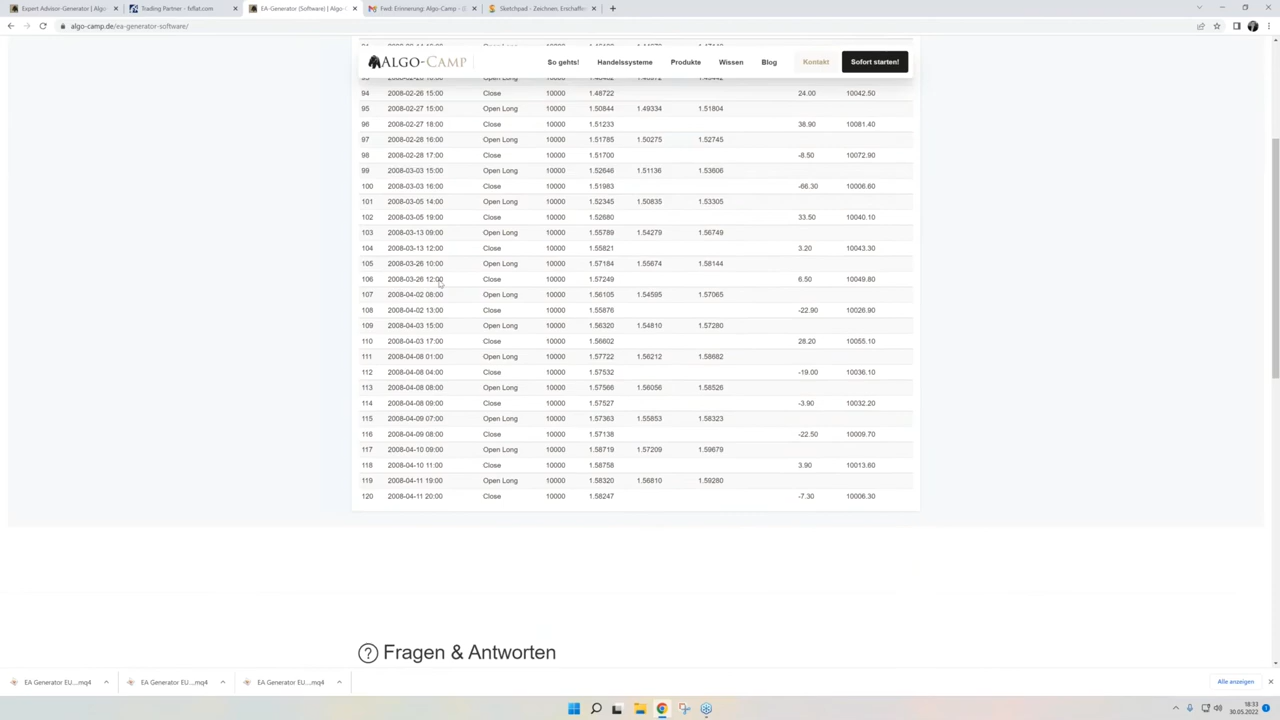 Expert Advisor-Generator | Algo-
Trading Partner - fxflat.com
EA-Generator (Software) | Algo-
Fwd: Erinnerung: Algo-Camp - (I
Sketchpad - Zeichnen: Erschaffe
algo-camp.de/ea-generator-software/
ALGO-CAMP
So gehts!
Handelssysteme
Produkte
Wissen
Blog
Kontakt
Sofort starten!
94 2008-02-26 15:00 Close 10000 1.48722 24.00 10042.50
95 2008-02-27 15:00 Open Long 10000 1.50844 1.49334 1.51804
96 2008-02-27 18:00 Close 10000 1.51233 38.90 10081.40
97 2008-02-28 16:00 Open Long 10000 1.51785 1.50275 1.52745
98 2008-02-28 17:00 Close 10000 1.51700 -8.50 10072.90
99 2008-03-03 15:00 Open Long 10000 1.52646 1.51136 1.53606
100 2008-03-03 16:00 Close 10000 1.51983 -66.30 10006.60
101 2008-03-05 14:00 Open Long 10000 1.52345 1.50835 1.53305
102 2008-03-05 19:00 Close 10000 1.52680 33.50 10040.10
103 2008-03-13 09:00 Open Long 10000 1.55789 1.54279 1.56749
104 2008-03-13 12:00 Close 10000 1.55821 3.20 10043.30
105 2008-03-26 10:00 Open Long 10000 1.57184 1.55674 1.58144
106 2008-03-26 12:00 Close 10000 1.57249 6.50 10049.80
107 2008-04-02 08:00 Open Long 10000 1.56105 1.54595 1.57065
108 2008-04-02 13:00 Close 10000 1.55876 -22.90 10026.90
109 2008-04-03 15:00 Open Long 10000 1.56320 1.54810 1.57280
110 2008-04-03 17:00 Close 10000 1.56602 28.20 10055.10
111 2008-04-08 01:00 Open Long 10000 1.57722 1.56212 1.58682
112 2008-04-08 04:00 Close 10000 1.57532 -19.00 10036.10
113 2008-04-08 08:00 Open Long 10000 1.57566 1.56056 1.58526
114 2008-04-08 09:00 Close 10000 1.57527 -3.90 10032.20
115 2008-04-09 07:00 Open Long 10000 1.57363 1.55853 1.58323
116 2008-04-09 08:00 Close 10000 1.57138 -22.50 10009.70
117 2008-04-10 09:00 Open Long 10000 1.58719 1.57209 1.59679
118 2008-04-10 11:00 Close 10000 1.58758 3.90 10013.60
119 2008-04-11 19:00 Open Long 10000 1.58320 1.56810 1.59280
120 2008-04-11 20:00 Close 10000 1.58247 -7.30 10006.30
Fragen & Antworten
EA Generator EU....mq4
EA Generator EU....mq4
EA Generator EU....mq4
Alle anzeigen
18:33
30.05.2022